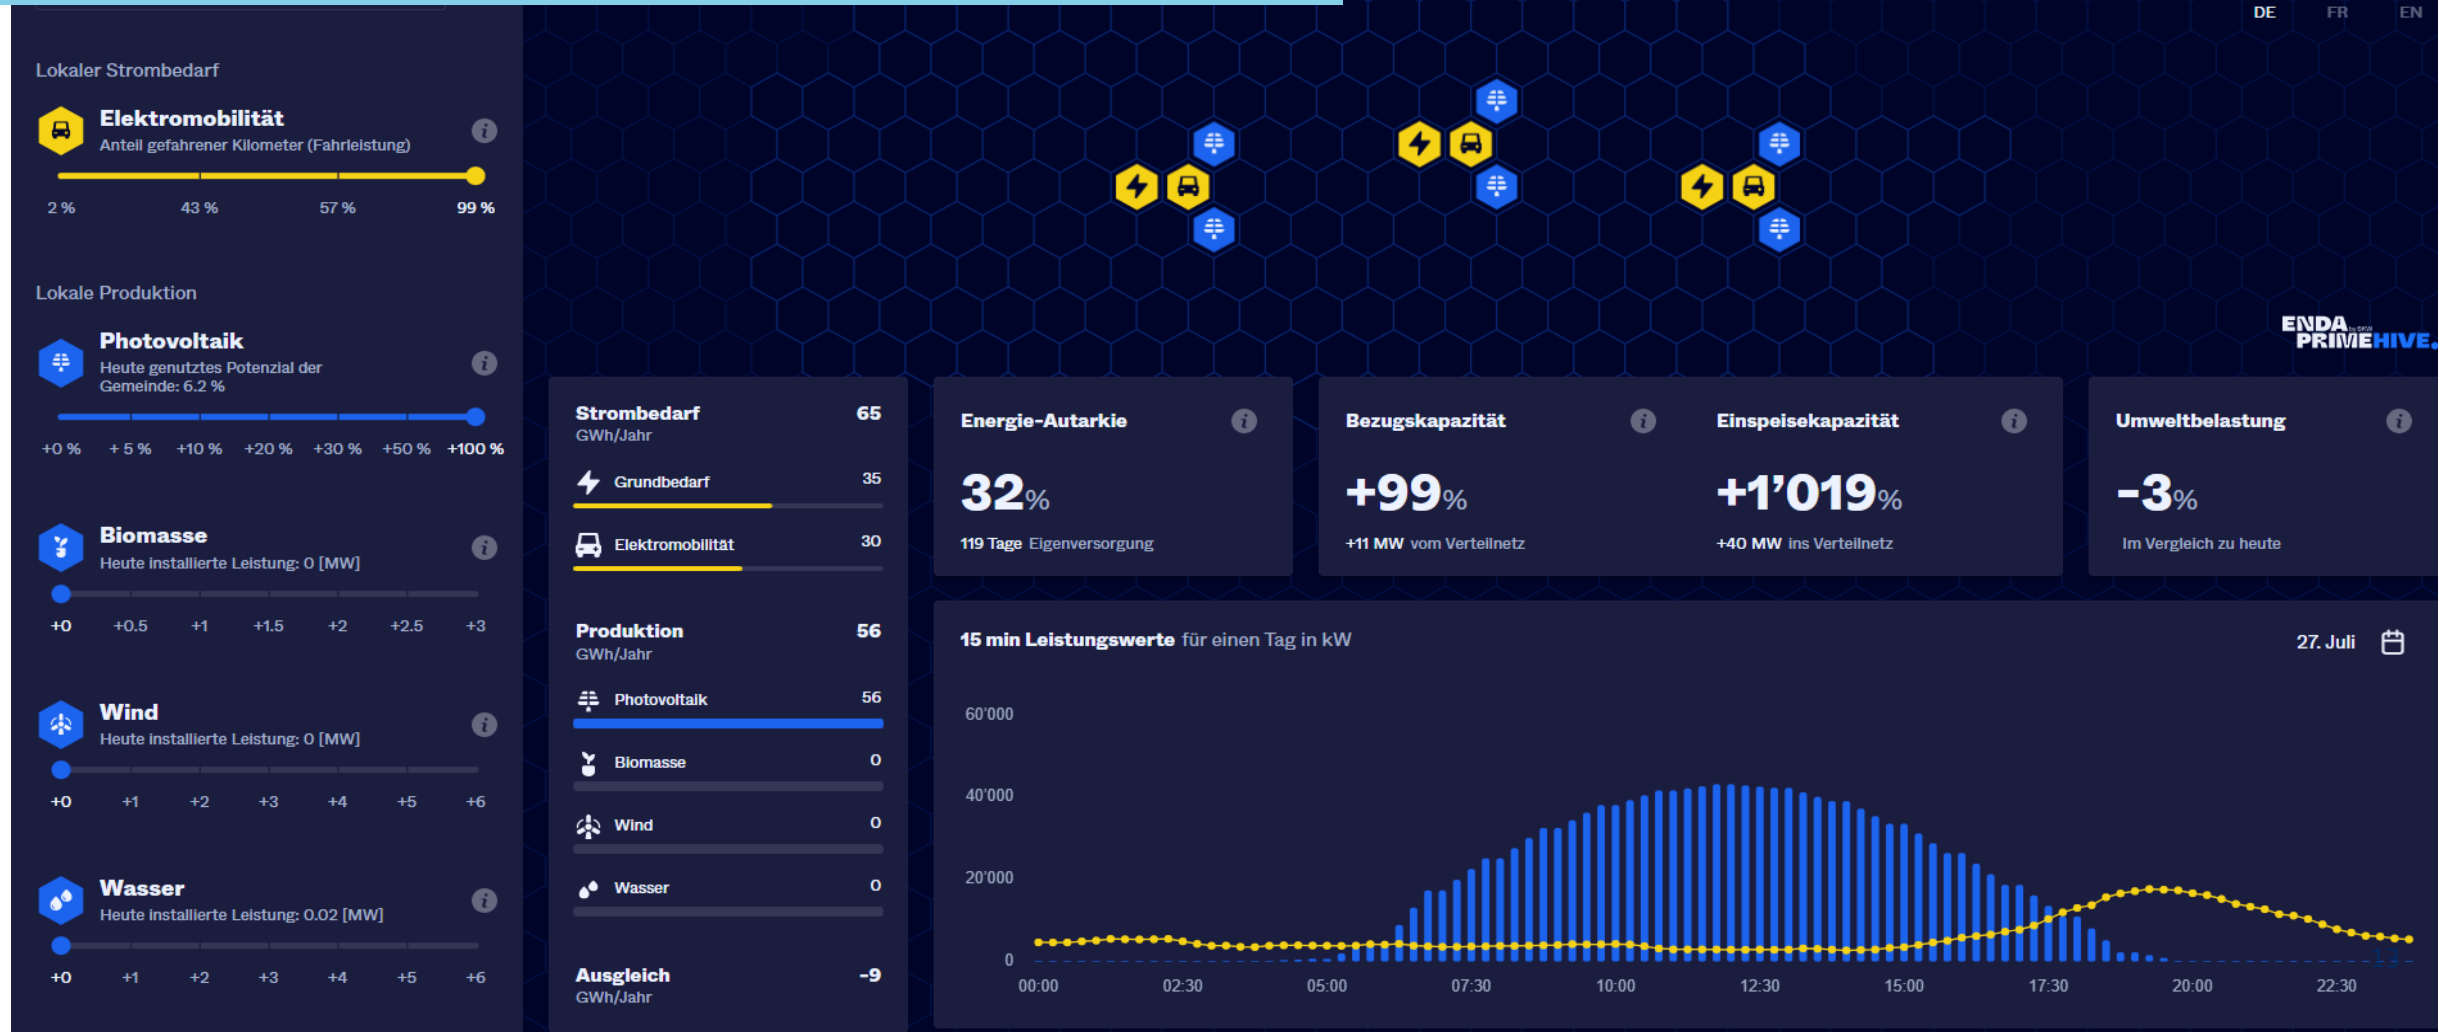 DE FR EN
Lokaler Strombedarf
Elektromobilität
Anteil gefahrener Kilometer (Fahrleistung)
2 % 43 % 57 % 99 %
Lokale Produktion
Photovoltaik
Heute genutztes Potenzial der
Gemeinde: 6.2 %
+0 % + 5 % +10 % +20 % +30 % +50 % +100 %
Biomasse
Heute installierte Leistung: 0 [MW]
+0 +0.5 +1 +1.5 +2 +2.5 +3
Wind
Heute installierte Leistung: 0 [MW]
+0 +1 +2 +3 +4 +5 +6
Wasser
Heute installierte Leistung: 0.02 [MW]
+0 +1 +2 +3 +4 +5 +6
ENDA by BKW
PRIMEHIVE.
Strombedarf 65
GWh/Jahr
Grundbedarf 35
Elektromobilität 30
Produktion 56
GWh/Jahr
Photovoltaik 56
Biomasse 0
Wind 0
Wasser 0
Ausgleich -9
GWh/Jahr
Energie-Autarkie
32%
119 Tage Eigenversorgung
Bezugskapazität
+99%
+11 MW vom Verteilnetz
Einspeisekapazität
+1’019%
+40 MW ins Verteilnetz
Umweltbelastung
-3%
Im Vergleich zu heute
15 min Leistungswerte für einen Tag in kW
27. Juli
60'000
40'000
20'000
0
00:00 02:30 05:00 07:30 10:00 12:30 15:00 17:30 20:00 22:30